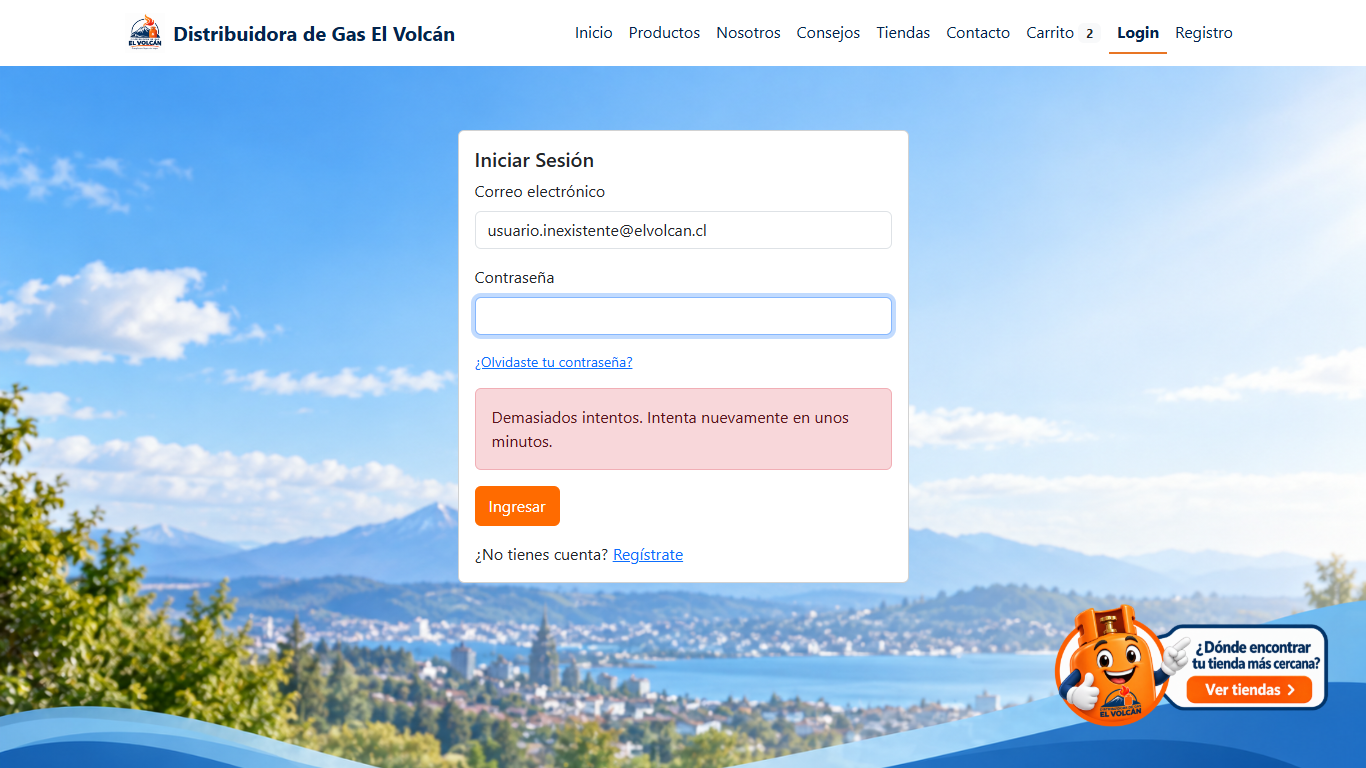 EL VOLCÁN
Distribuidora de Gas El Volcán
Inicio
Productos
Nosotros
Consejos
Tiendas
Contacto
Carrito 2
Login
Registro
Iniciar Sesión
Correo electrónico
usuario.inexistente@elvolcan.cl
Contraseña
¿Olvidaste tu contraseña?
Demasiados intentos. Intenta nuevamente en unos
minutos.
Ingresar
¿No tienes cuenta? Regístrate
¿Dónde encontrar
tu tienda más cercana?
Ver tiendas
EL VOLCÁN